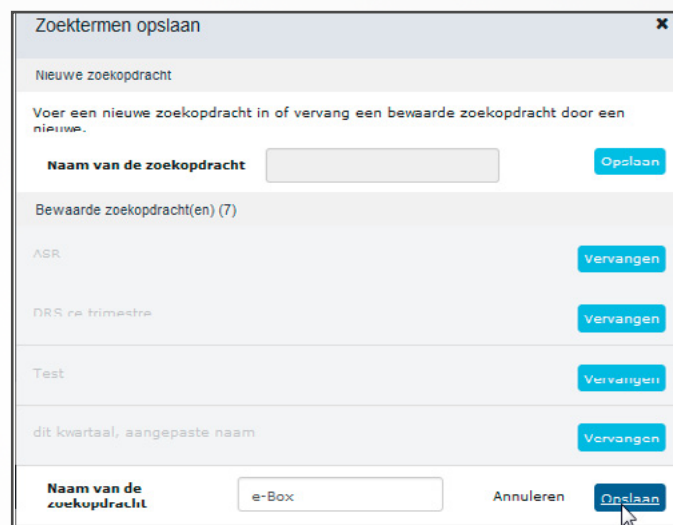 Zoektermen opslaan
Nieuwe zoekopdracht
Voer een nieuwe zoekopdracht in of vervang een bewaarde zoekopdracht door een
nieuwe.
Naam van de zoekopdracht Opslaan
Bewaarde zoekopdracht(en) (7)
ASR Vervangen
DRS ce trimestre Vervangen
Test Vervangen
dit kwartaal, aangepaste naam Vervangen
Naam van de
zoekopdracht e-Box Annuleren Opslaan